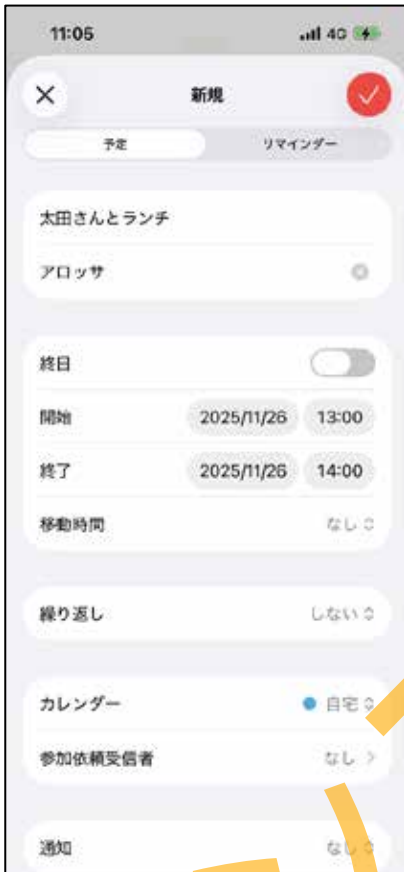 11:05 4G
新規
予定 リマインダー
太田さんとランチ
アロッサ
終日
開始 2025/11/26 13:00
終了 2025/11/26 14:00
移動時間 なし
繰り返し しない
カレンダー 自宅
参加依頼受信者 なし
通知 なし